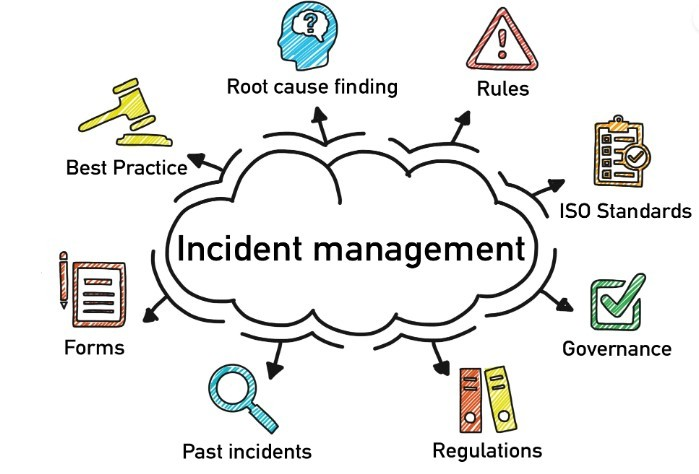 Root cause finding
Rules
Best Practice
ISO Standards
Incident management
Forms
Governance
Past incidents
Regulations